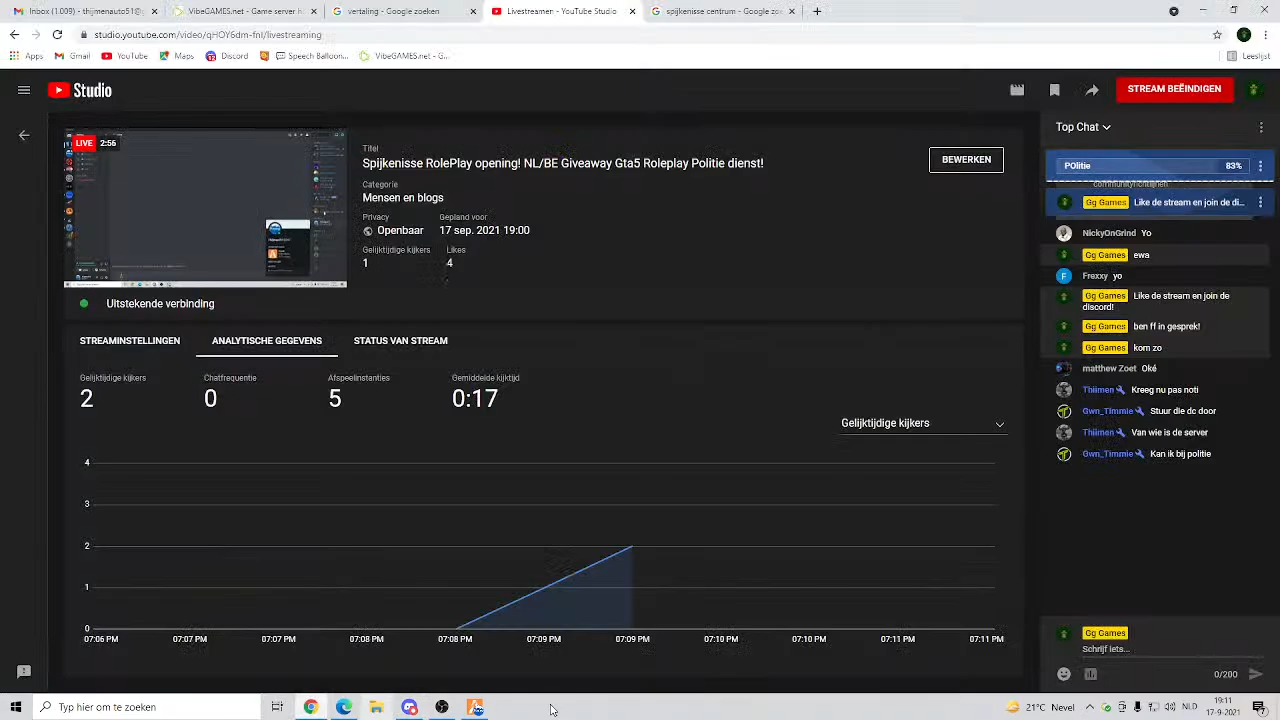 Inbox (1.009) - thijmenauto51@
VibeGAMES.net - Game server h
vertaling - Google zoeken
Livestreamen - YouTube Studio
spijkenisse centrum - Google zo
studio.youtube.com/video/qHOY6dm-fnI/livestreaming
Apps
Gmail
YouTube
Maps
Discord
Speech Balloon...
VibeGAMES.net - G...
Leeslijst
Studio
STREAM BEËINDIGEN
LIVE 2:56
Titel
Spijkenisse RolePlay opening! NL/BE Giveaway Gta5 Roleplay Politie dienst!
BEWERKEN
Categorie
Mensen en blogs
Privacy
Gepland voor
Openbaar
17 sep. 2021 19:00
Gelijktijdige kijkers
Likes
1
4
Uitstekende verbinding
STREAMINSTELLINGEN
ANALYTISCHE GEGEVENS
STATUS VAN STREAM
Gelijktijdige kijkers
Chatfrequentie
Afspeelinstanties
Gemiddelde kijktijd
2
0
5
0:17
Gelijktijdige kijkers
4
3
2
1
0
07:06 PM
07:07 PM
07:07 PM
07:08 PM
07:08 PM
07:09 PM
07:09 PM
07:10 PM
07:10 PM
07:11 PM
07:11 PM
Top Chat
POlitie 83%
communityrichtlijnen
Gg Games Like de stream en join de di...
NickyOnGrind Yo
Gg Games ewa
F Frexxy yo
Gg Games Like de stream en join de
discord!
Gg Games ben ff in gesprek!
Gg Games kom zo
matthew Zoet Oké
Thiimen Kreeg nu pas noti
Gwn_Timmie Stuur die dc door
Thiimen Van wie is de server
Gwn_Timmie Kan ik bij politie
Gg Games
Schrijf iets...
0/200
Typ hier om te zoeken
21°C Nevel
NLD
19:11
17-9-2021